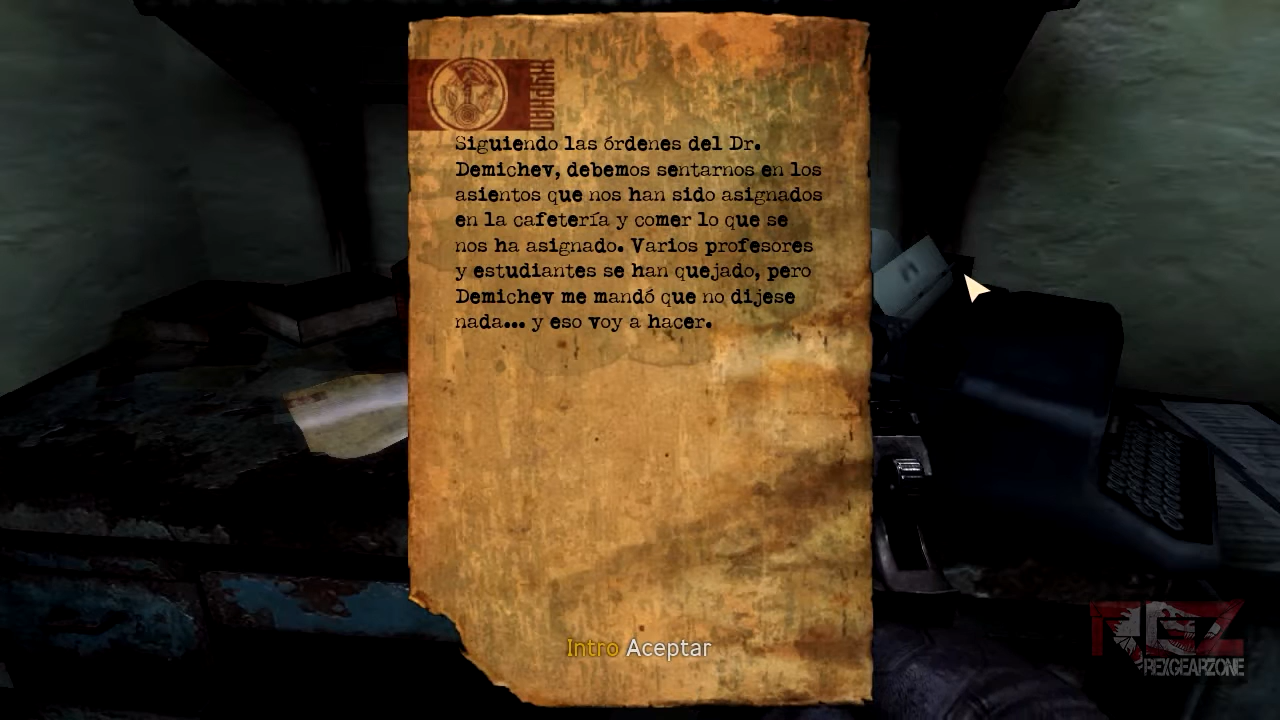 Siguiendo las órdenes del Dr.
Demichev, debemos sentarnos en los
asientos que nos han sido asignados
en la cafetería y comer lo que se
nos ha asignado. Varios profesores
y estudiantes se han quejado, pero
Demichev me mandó que no dijese
nada... y eso voy a hacer.
Intro Aceptar
RGZ
REXGEARZONE